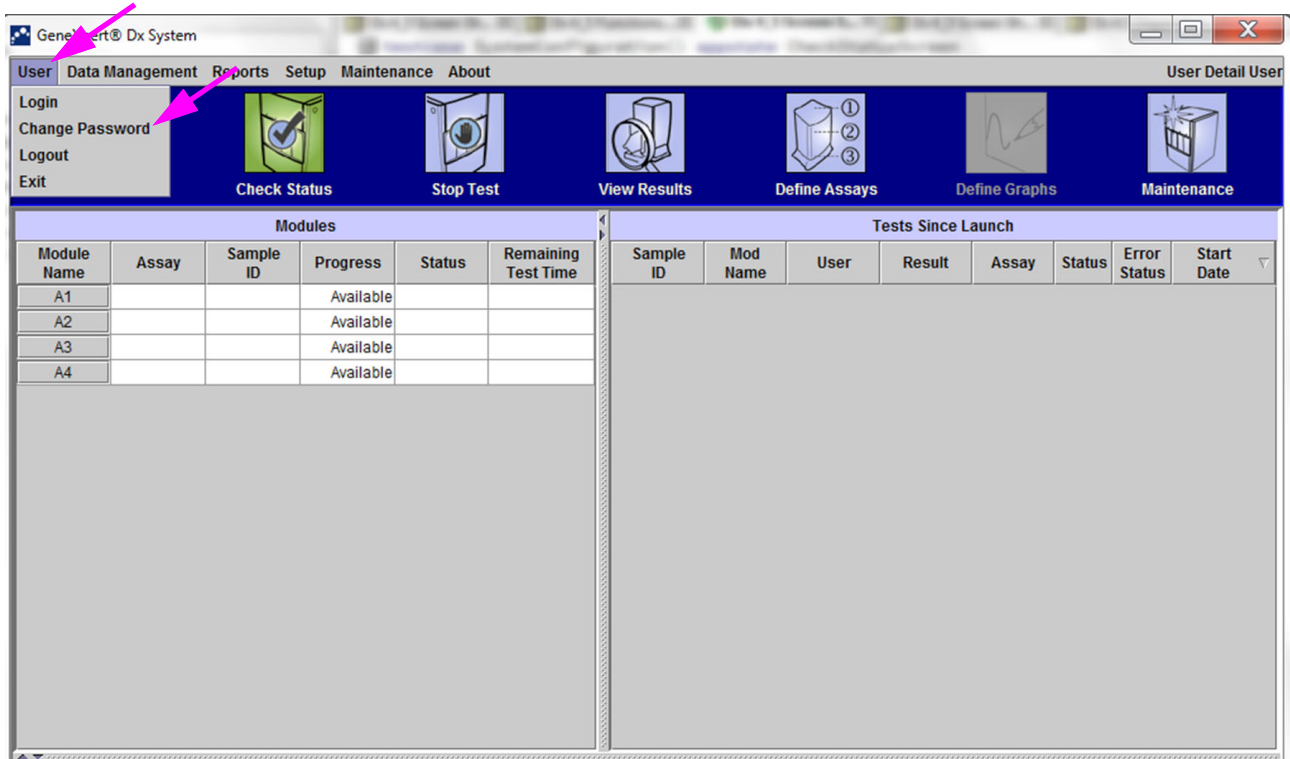 GeneXpert® Dx System
User Data Management Reports Setup Maintenance About User Detail User
Login
Change Password
Logout
Exit
Check Status Stop Test View Results Define Assays Define Graphs Maintenance
①
②
③
Modules
Module Name Assay Sample ID Progress Status Remaining Test Time
A1 Available
A2 Available
A3 Available
A4 Available
Tests Since Launch
Sample ID Mod Name User Result Assay Status Error Status Start Date